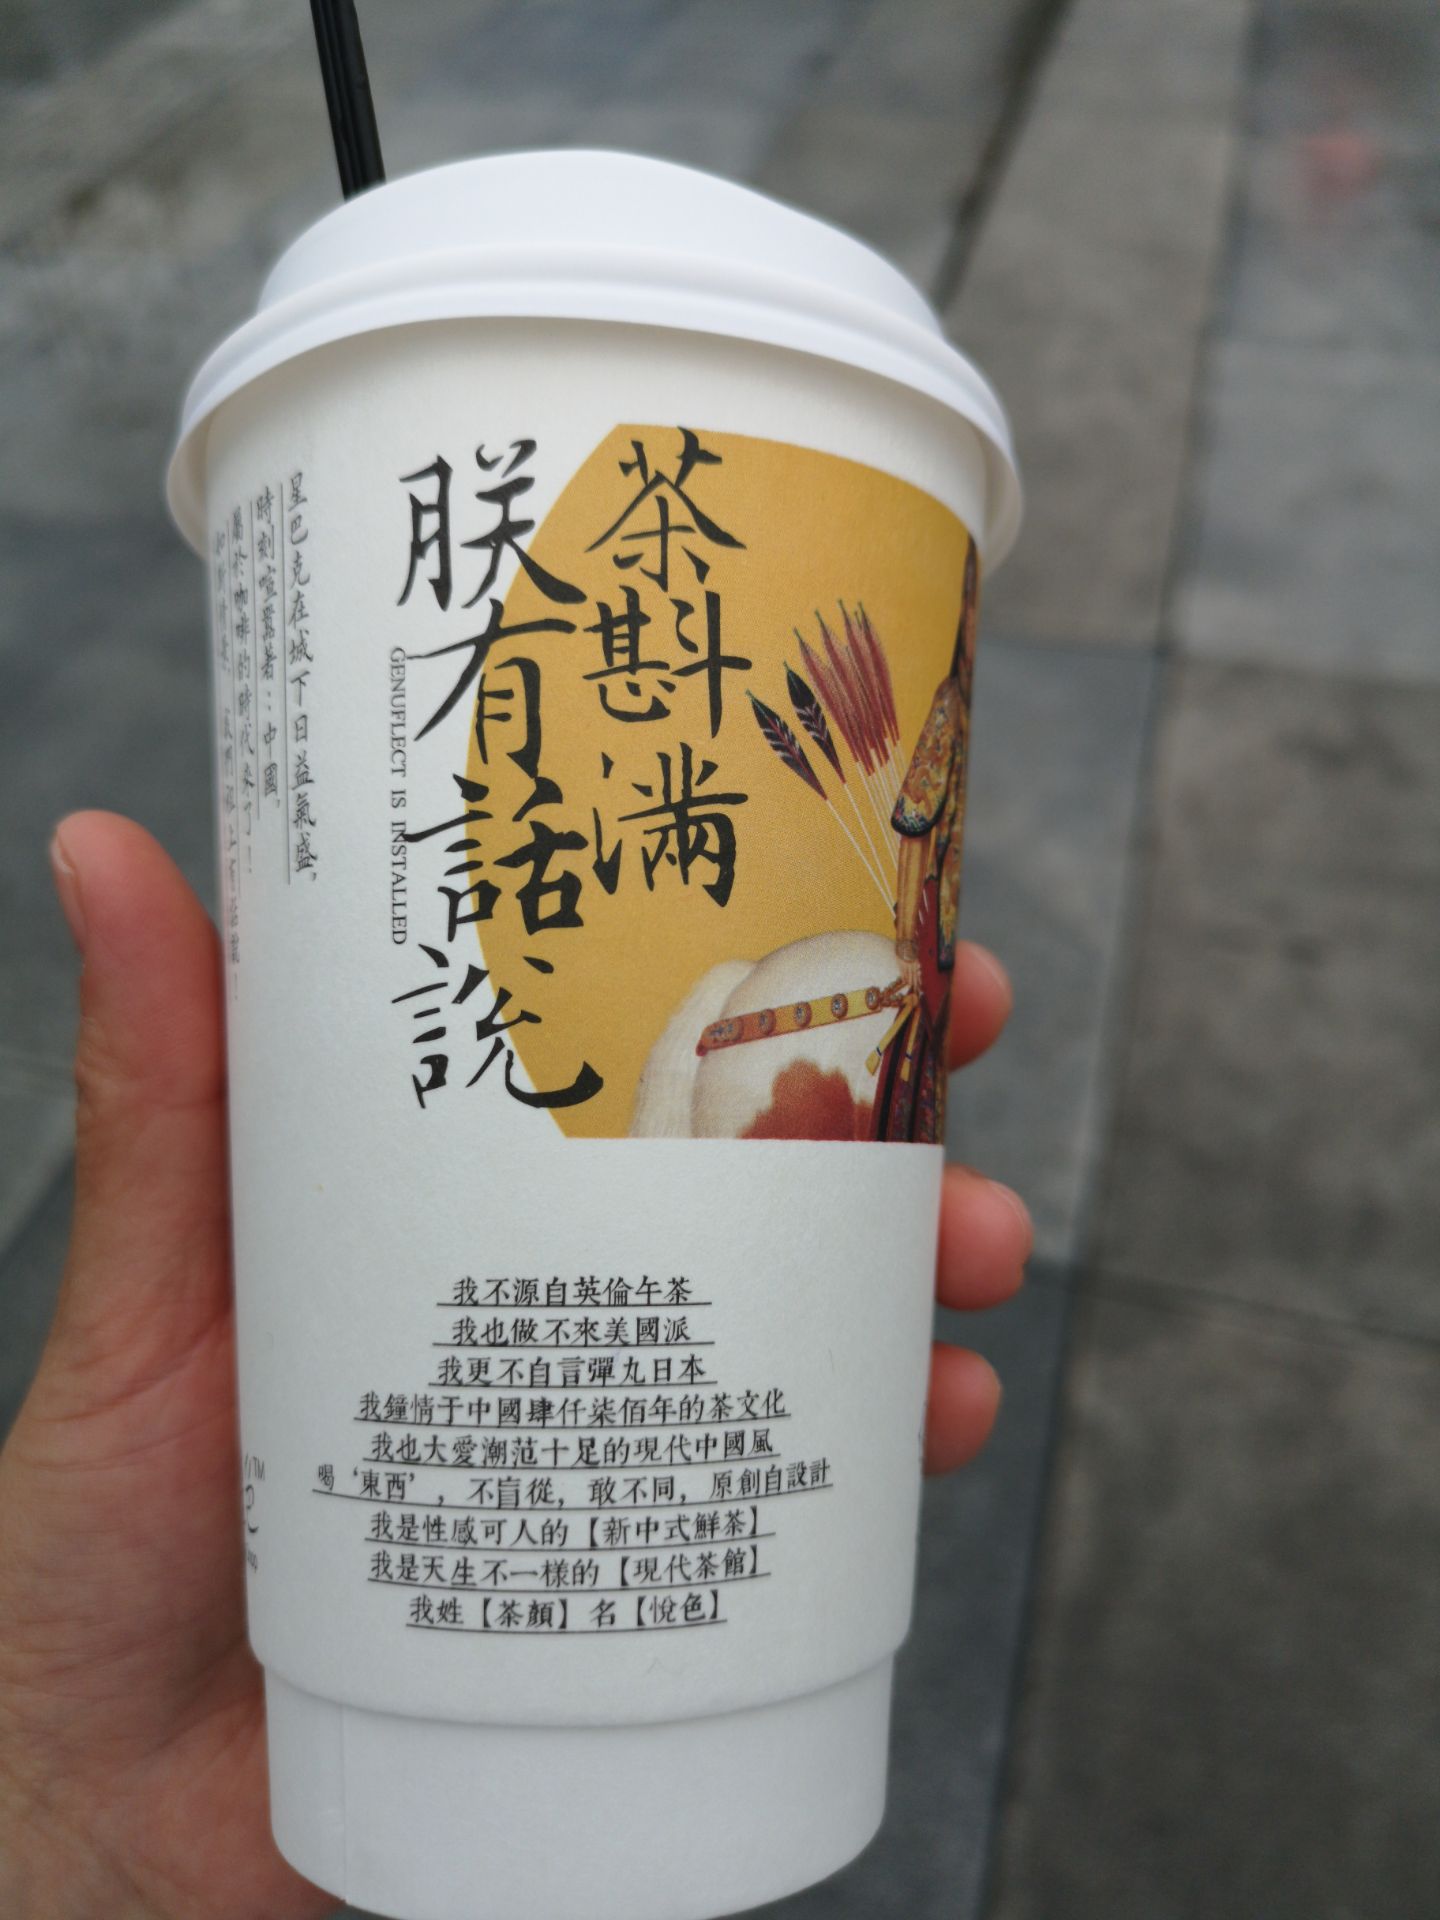 茶斟滿
朕有話說
GENUFLECT IS INSTALLED
星巴克在城下日益氣盛，
時刻喧囂著：中國，
屬於咖啡的時代來了！
我不源自英倫午茶
我也做不來美國派
我更不自言彈丸日本
我鐘情于中國肆仟柒佰年的茶文化
我也大愛潮范十足的現代中國風
喝‘東西’，不盲從，敢不同，原創自設計
我是性感可人的【新中式鮮茶】
我是天生不一樣的【現代茶館】
我姓【茶顏】名【悅色】